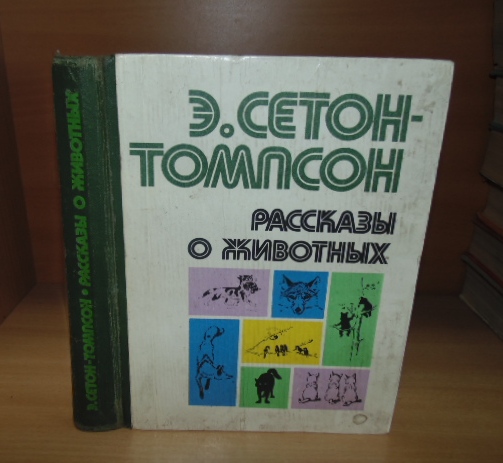 Э. СЕТОН-ТОМПСОН • РАССКАЗЫ О ЖИВОТНЫХ
Э. СЕТОН-
ТОМПСОН
РАССКАЗЫ
О ЖИВОТНЫХ